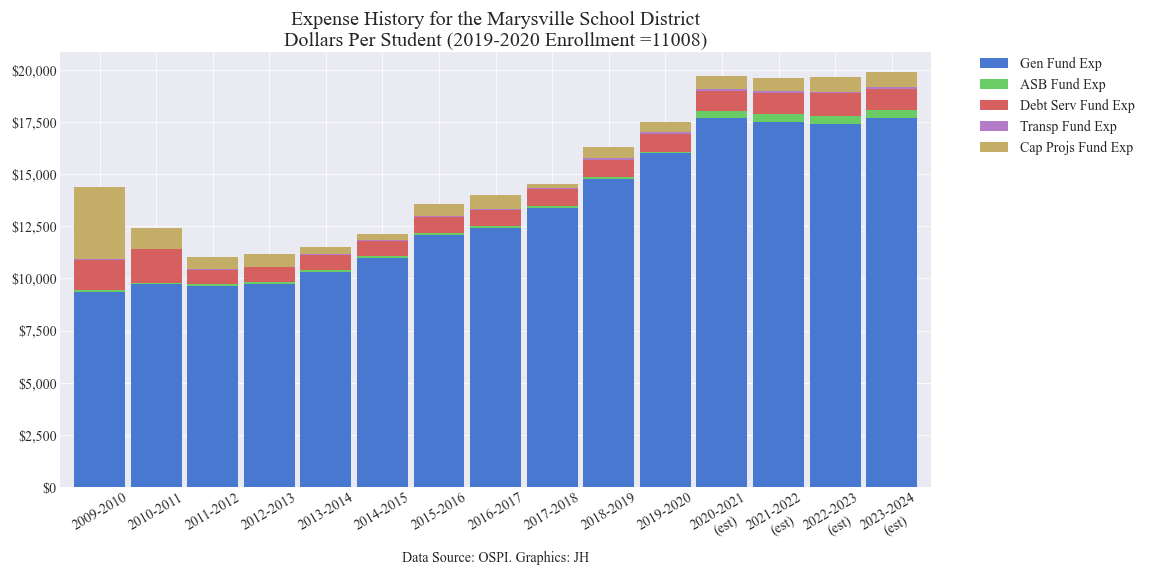 Expense History for the Marysville School District
Dollars Per Student (2019-2020 Enrollment =11008)
$20,000
$17,500
$15,000
$12,500
$10,000
$7,500
$5,000
$2,500
$0
2009-2010
2010-2011
2011-2012
2012-2013
2013-2014
2014-2015
2015-2016
2016-2017
2017-2018
2018-2019
2019-2020
2020-2021
(est)
2021-2022
(est)
2022-2023
(est)
2023-2024
(est)
Data Source: OSPI. Graphics: JH
Gen Fund Exp
ASB Fund Exp
Debt Serv Fund Exp
Transp Fund Exp
Cap Projs Fund Exp